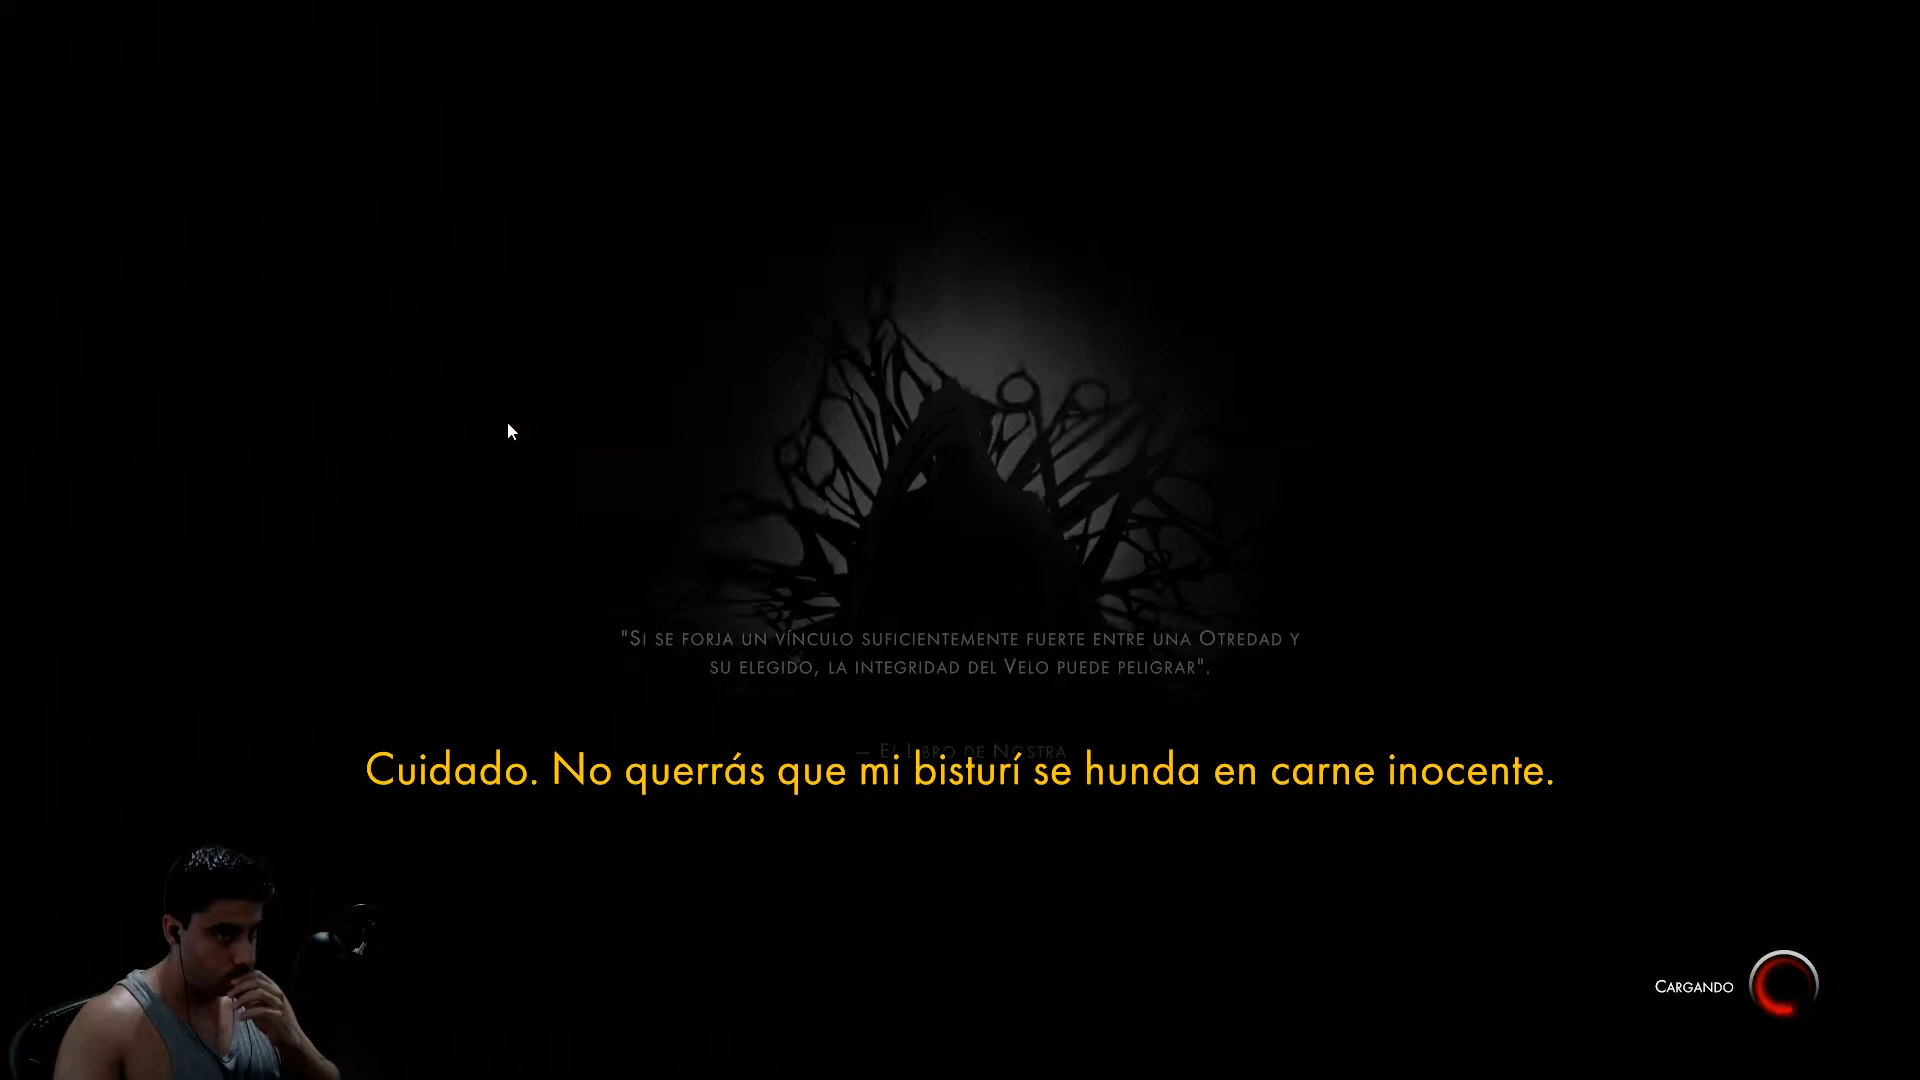 "Si se forja un vínculo suficientemente fuerte entre una Otredad y
su elegido, la integridad del Velo puede peligrar".
— El Libro de Nostra
Cuidado. No querrás que mi bisturí se hunda en carne inocente.
Cargando